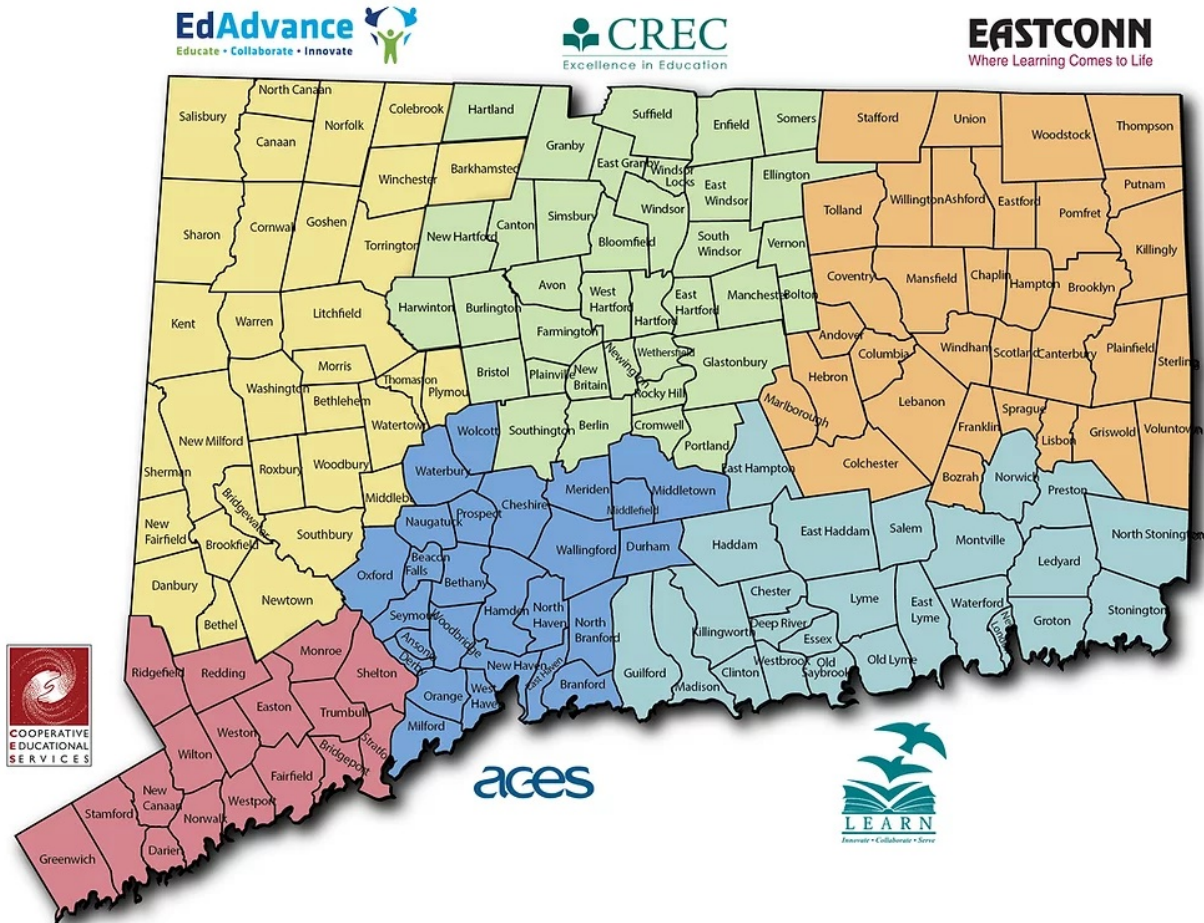 EdAdvance
Educate • Collaborate • Innovate
CREC
Excellence in Education
EASTCONN
Where Learning Comes to Life
North Canaan
Salisbury
Canaan
Norfolk
Colebrook
Hartland
Suffield
Enfield
Somers
Stafford
Union
Woodstock
Thompson
Granby
East Granby
Windsor
Locks
East
Windsor
Ellington
Winchester
Barkhamsted
Tolland
Willington
Ashford
Eastford
Pomfret
Putnam
Killingly
Sharon
Cornwall
Goshen
Torrington
New Hartford
Canton
Simsbury
Bloomfield
Windsor
South
Windsor
Vernon
Coventry
Mansfield
Chaplin
Hampton
Brooklyn
Kent
Warren
Litchfield
Harwinton
Burlington
Avon
West
Hartford
Hartford
East
Hartford
Manchester
Bolton
Farmington
Andover
Columbia
Windham
Scotland
Canterbury
Plainfield
Sterling
Morris
Washington
Bethlehem
Thomaston
Plymou
Bristol
Plainville
New
Britain
Newington
Wethersfield
Rocky Hill
Glastonbury
Hebron
Marlborough
Lebanon
Franklin
Sprague
Lisbon
Griswold
Voluntown
New Milford
Watertow
Wolcott
Southington
Berlin
Cromwell
Portland
East Hampton
Colchester
Bozrah
Norwich
Preston
Sherman
Roxbury
Woodbury
Waterbury
Middleb
Bridgewater
New
Fairfield
Brookfield
Southbury
Naugatuck
Prospect
Cheshire
Meriden
Middletown
Middlefield
Wallingford
Durham
Haddam
East Haddam
Salem
Montville
Ledyard
North Stonington
Danbury
Bethel
Newtown
Oxford
Beacon
Falls
Bethany
Hamden
North
Haven
North
Branford
Seymour
Woodbridge
Ansonia
Derby
Chester
Deep River
Essex
Killingworth
Lyme
East
Lyme
Waterford
New
London
Groton
Stonington
Ridgefield
Redding
Monroe
Shelton
Easton
Trumbull
Stratfo
Bridgeport
Orange
Milford
West
Have
New Haven
East Haven
Branford
Guilford
Madison
Clinton
Westbrook
Old
Saybrook
Old Lyme
Weston
Wilton
Fairfield
Westport
Norwalk
New
Canaan
Stamford
Darien
Greenwich
COOPERATIVE
EDUCATIONAL
SERVICES
aces
LEARN
Innovate • Collaborate • Serve